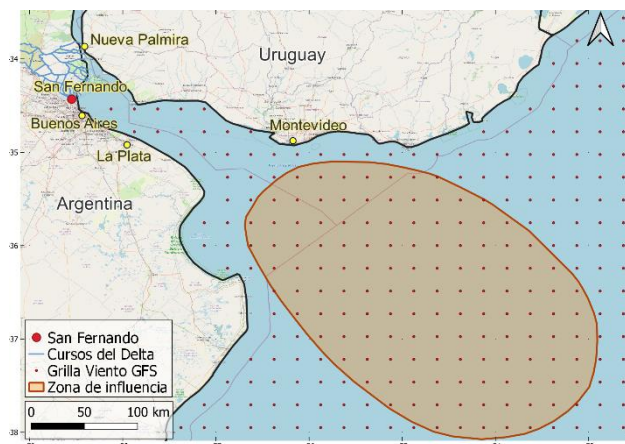 Nueva Palmira
Uruguay
-34
San Fernando
Buenos Aires
Montevideo
-35
La Plata
Argentina
-36
-37
San Fernando
Cursos del Delta
Grilla Viento GFS
Zona de influencia
0 50 100 km
-38